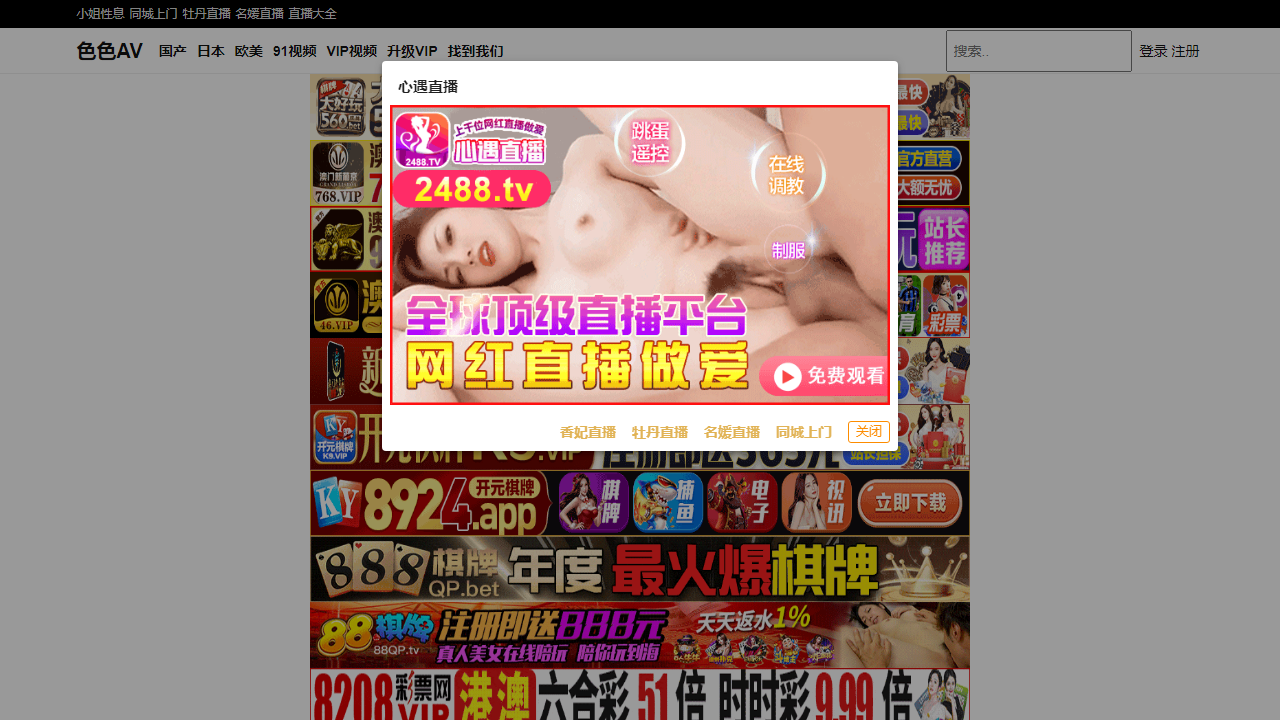 小姐性息 同城上门 牡丹直播 名媛直播 直播大全
色色AV 国产 日本 欧美 91视频 VIP视频 升级VIP 找到我们 搜索.. 登录 注册
心遇直播
棋牌
大好玩
560.bet
最快
最快
澳门新葡京
GRAND LISBOA
768.VIP
官方直营
大额无忧
站长
推荐
46.VIP
彩票
2488.TV
上千位网红直播做爱
心遇直播
2488.tv
跳蛋
遥控
在线
调教
制服
全球顶级直播平台
网红直播做爱
免费观看
香妃直播 牡丹直播 名媛直播 同城上门 关闭
开元棋牌
K9.VIP
KY 8924.app 开元棋牌 棋牌 捕鱼 电子 视讯 立即下载
888棋牌 QP.bet 年度最火爆棋牌
88棋牌 88QP.tv 注册即送888元 天天返水1%
真人美女在线陪玩 陪你玩到嗨
8208彩票网 VIP 港澳六合彩51倍 时时彩9.99倍